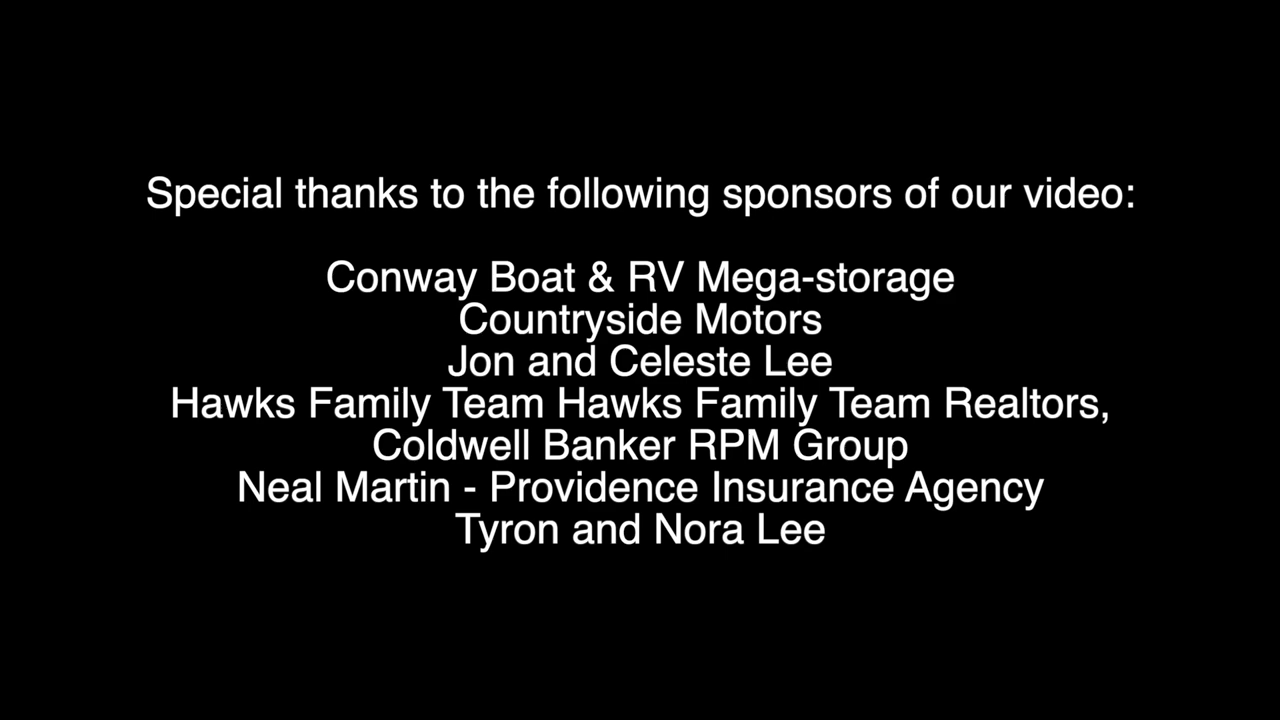 Special thanks to the following sponsors of our video:
Conway Boat & RV Mega-storage
Countryside Motors
Jon and Celeste Lee
Hawks Family Team Hawks Family Team Realtors,
Coldwell Banker RPM Group
Neal Martin - Providence Insurance Agency
Tyron and Nora Lee